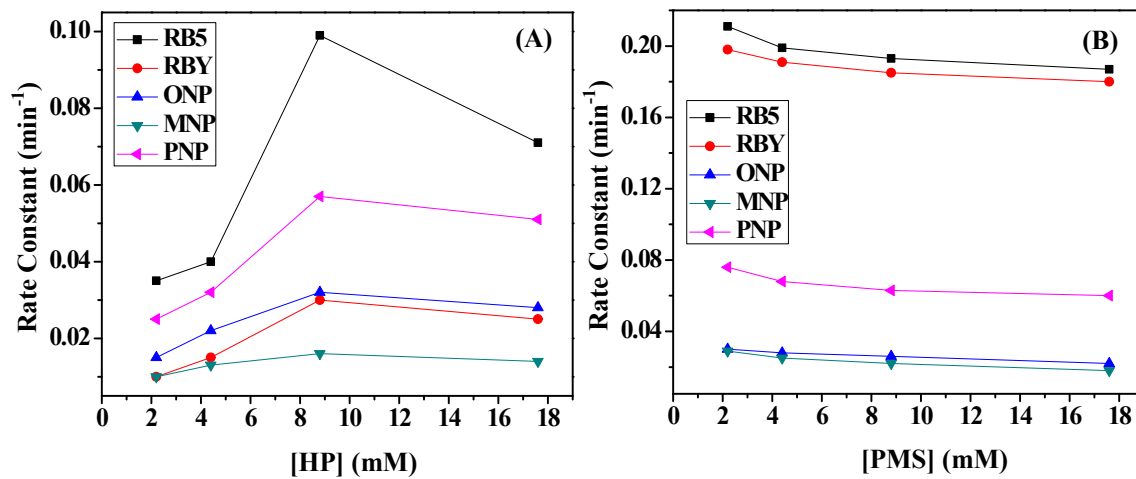 (A)
RB5
RBY
ONP
MNP
PNP
Rate Constant (min⁻¹)
0.10
0.08
0.06
0.04
0.02
0 2 4 6 8 10 12 14 16 18
[HP] (mM)
(B)
RB5
RBY
ONP
MNP
PNP
Rate Constant (min⁻¹)
0.20
0.16
0.12
0.08
0.04
0 2 4 6 8 10 12 14 16 18
[PMS] (mM)